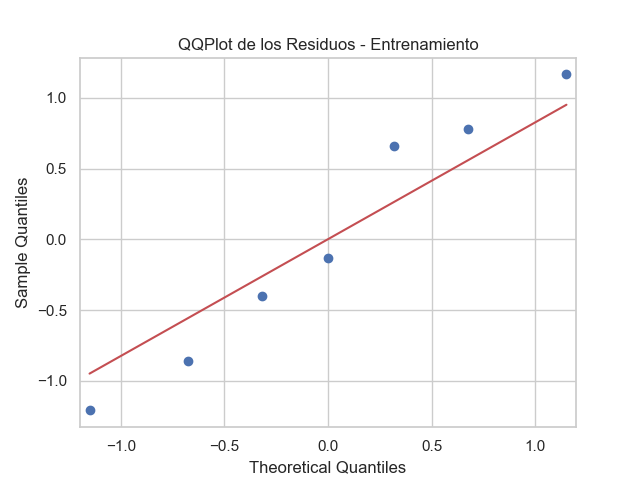 QQPlot de los Residuos - Entrenamiento
1.0
0.5
0.0
−0.5
−1.0
Sample Quantiles
−1.0 −0.5 0.0 0.5 1.0
Theoretical Quantiles